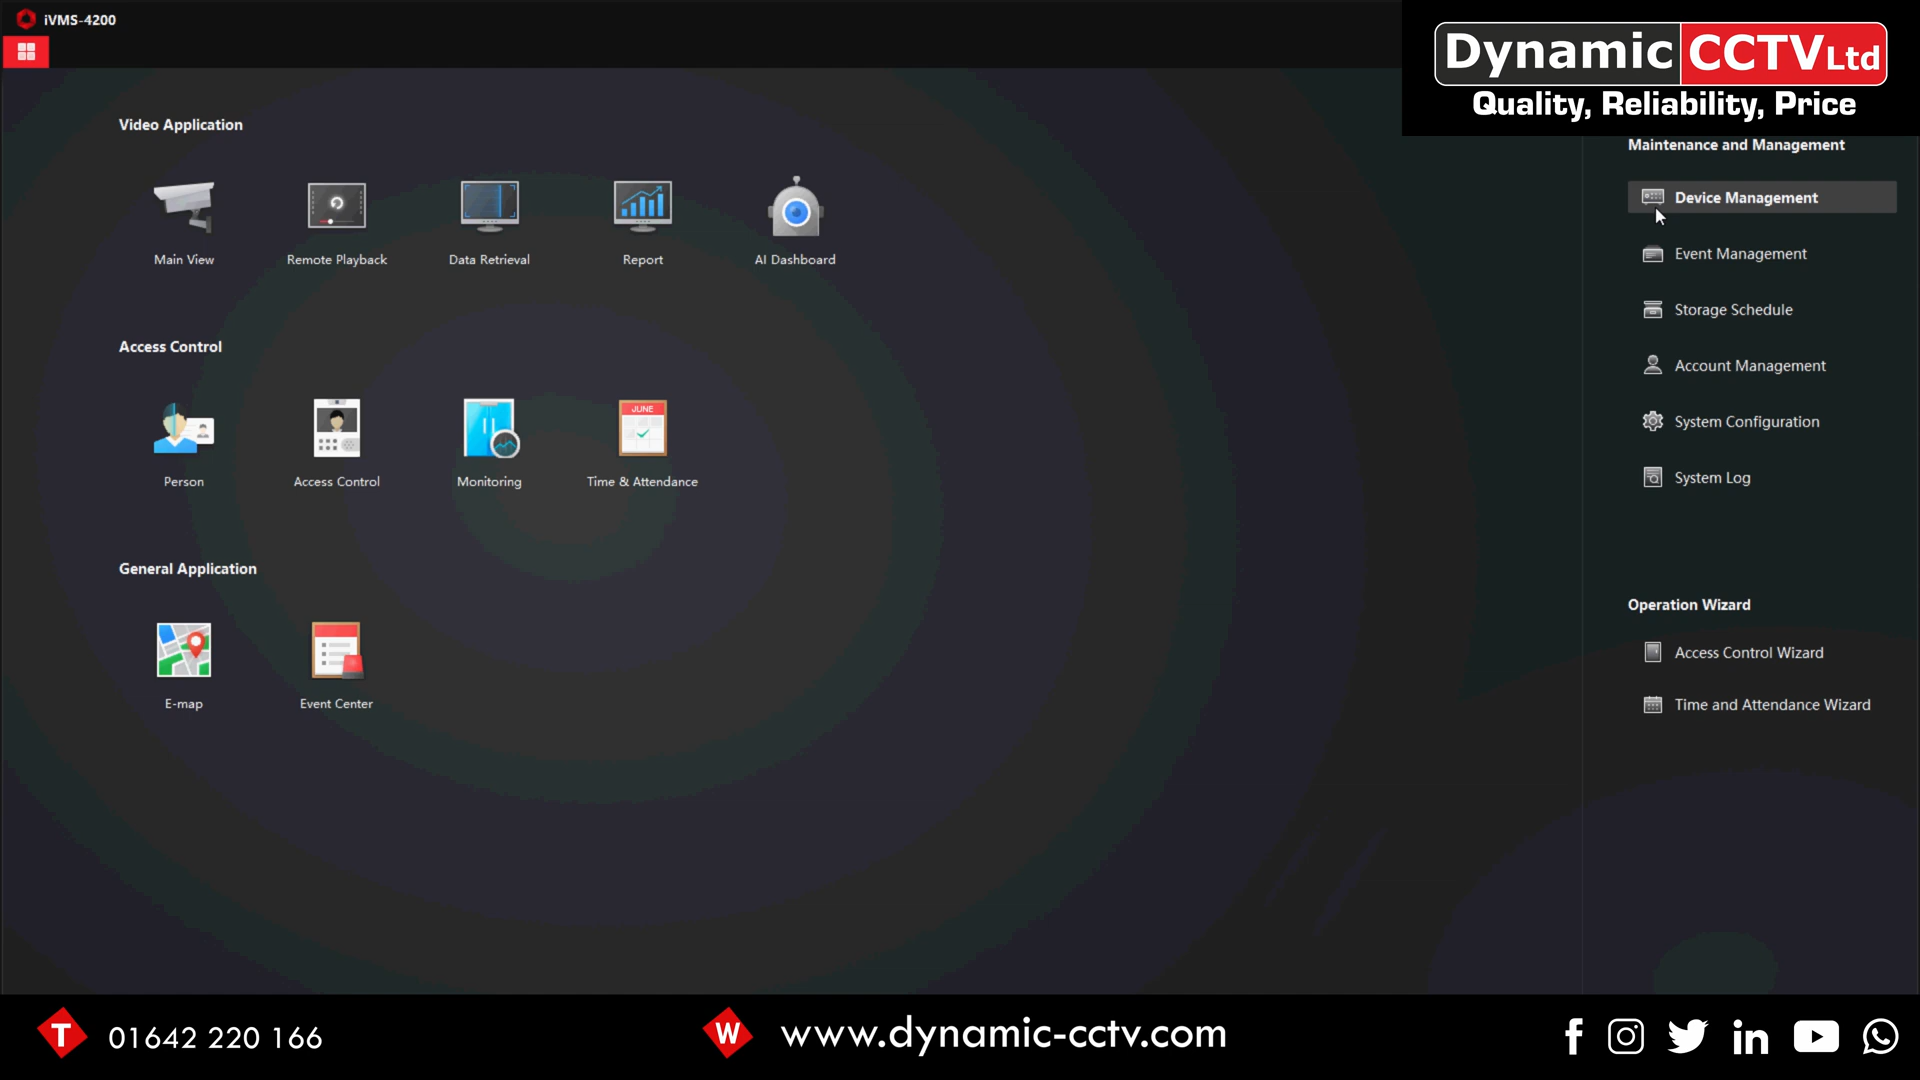 iVMS-4200
Dynamic CCTV Ltd
Quality, Reliability, Price
Video Application
Main View
Remote Playback
Data Retrieval
Report
AI Dashboard
Access Control
JUNE
Person
Access Control
Monitoring
Time & Attendance
General Application
E-map
Event Center
Maintenance and Management
Device Management
Event Management
Storage Schedule
Account Management
System Configuration
System Log
Operation Wizard
Access Control Wizard
Time and Attendance Wizard
T 01642 220 166
W www.dynamic-cctv.com